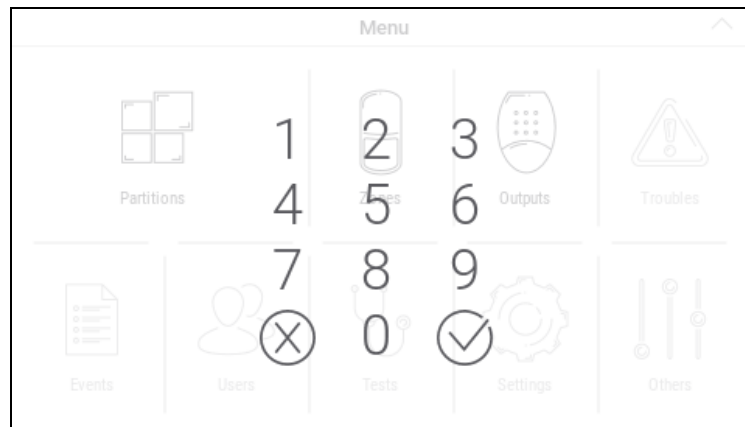 Menu
1 2 3
Partitions Zones Outputs Troubles
4 5 6
7 8 9
0
Events Users Tests Settings Others